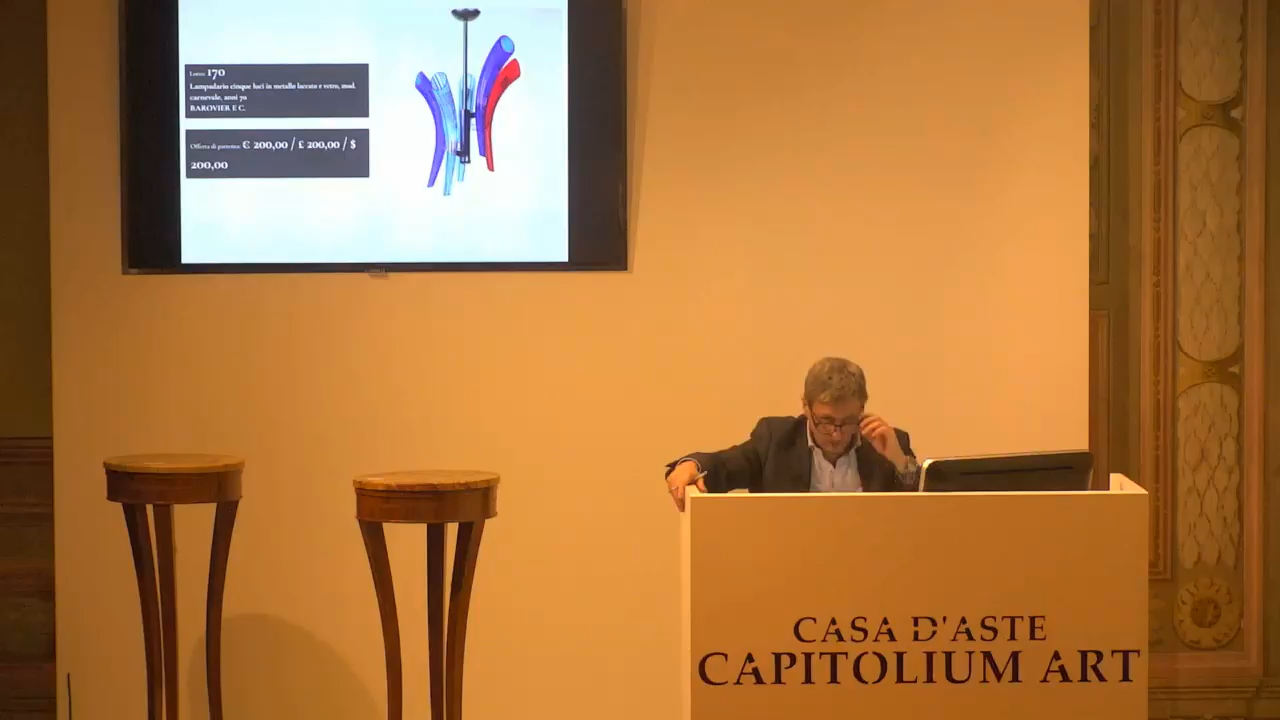 Lotto: 170
Lampadario cinque luci in metallo laccato e vetro, mod.
carnevale, anni 70
BAROVIER E C.
Offerta di partenza: € 200,00 / £ 200,00 / $
200,00
CASA D'ASTE
CAPITOLIUM ART